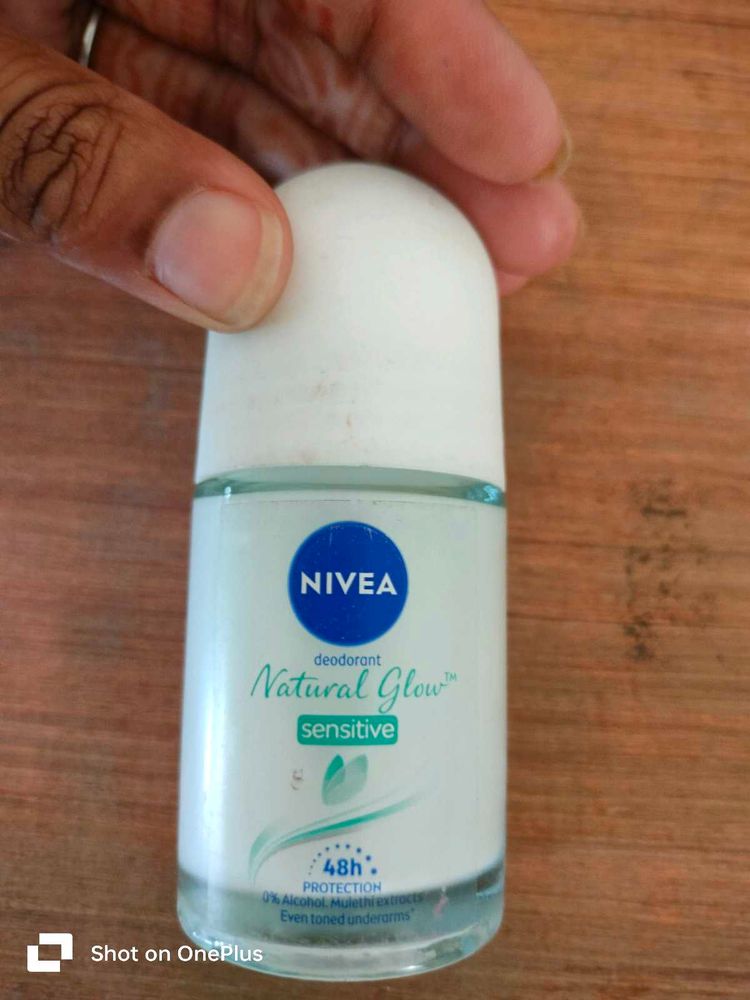 NIVEA
deodorant
Natural Glow™
sensitive
48h
PROTECTION
0% Alcohol. Mulethi extracts
Even toned underarms*
Shot on OnePlus